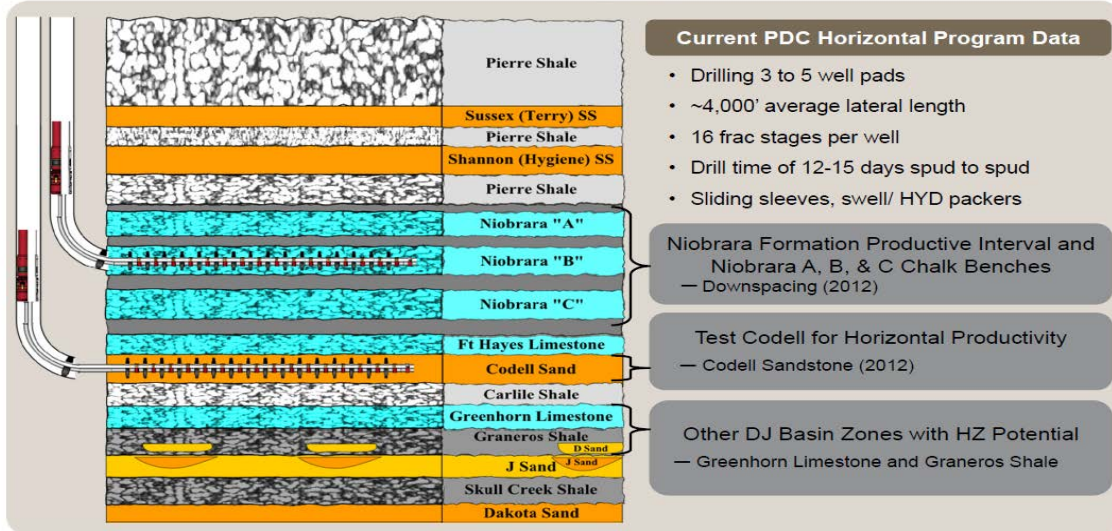 Pierre Shale
Sussex (Terry) SS
Pierre Shale
Shannon (Hygiene) SS
Pierre Shale
Niobrara "A"
Niobrara "B"
Niobrara "C"
Ft Hayes Limestone
Codell Sand
Carlile Shale
Greenhorn Limestone
Graneros Shale
D Sand
J Sand
J Sand
Skull Creek Shale
Dakota Sand
Current PDC Horizontal Program Data
• Drilling 3 to 5 well pads
• ~4,000’ average lateral length
• 16 frac stages per well
• Drill time of 12-15 days spud to spud
• Sliding sleeves, swell/ HYD packers
Niobrara Formation Productive Interval and
Niobrara A, B, & C Chalk Benches
— Downspacing (2012)
Test Codell for Horizontal Productivity
— Codell Sandstone (2012)
Other DJ Basin Zones with HZ Potential
— Greenhorn Limestone and Graneros Shale